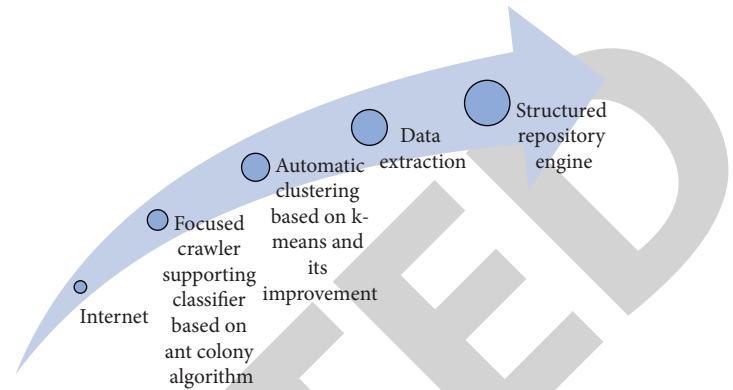 Internet
Focused
crawler
supporting
classifier
based on
ant colony
algorithm
Automatic
clustering
based on k-
means and
its
improvement
Data
extraction
Structured
repository
engine
TED